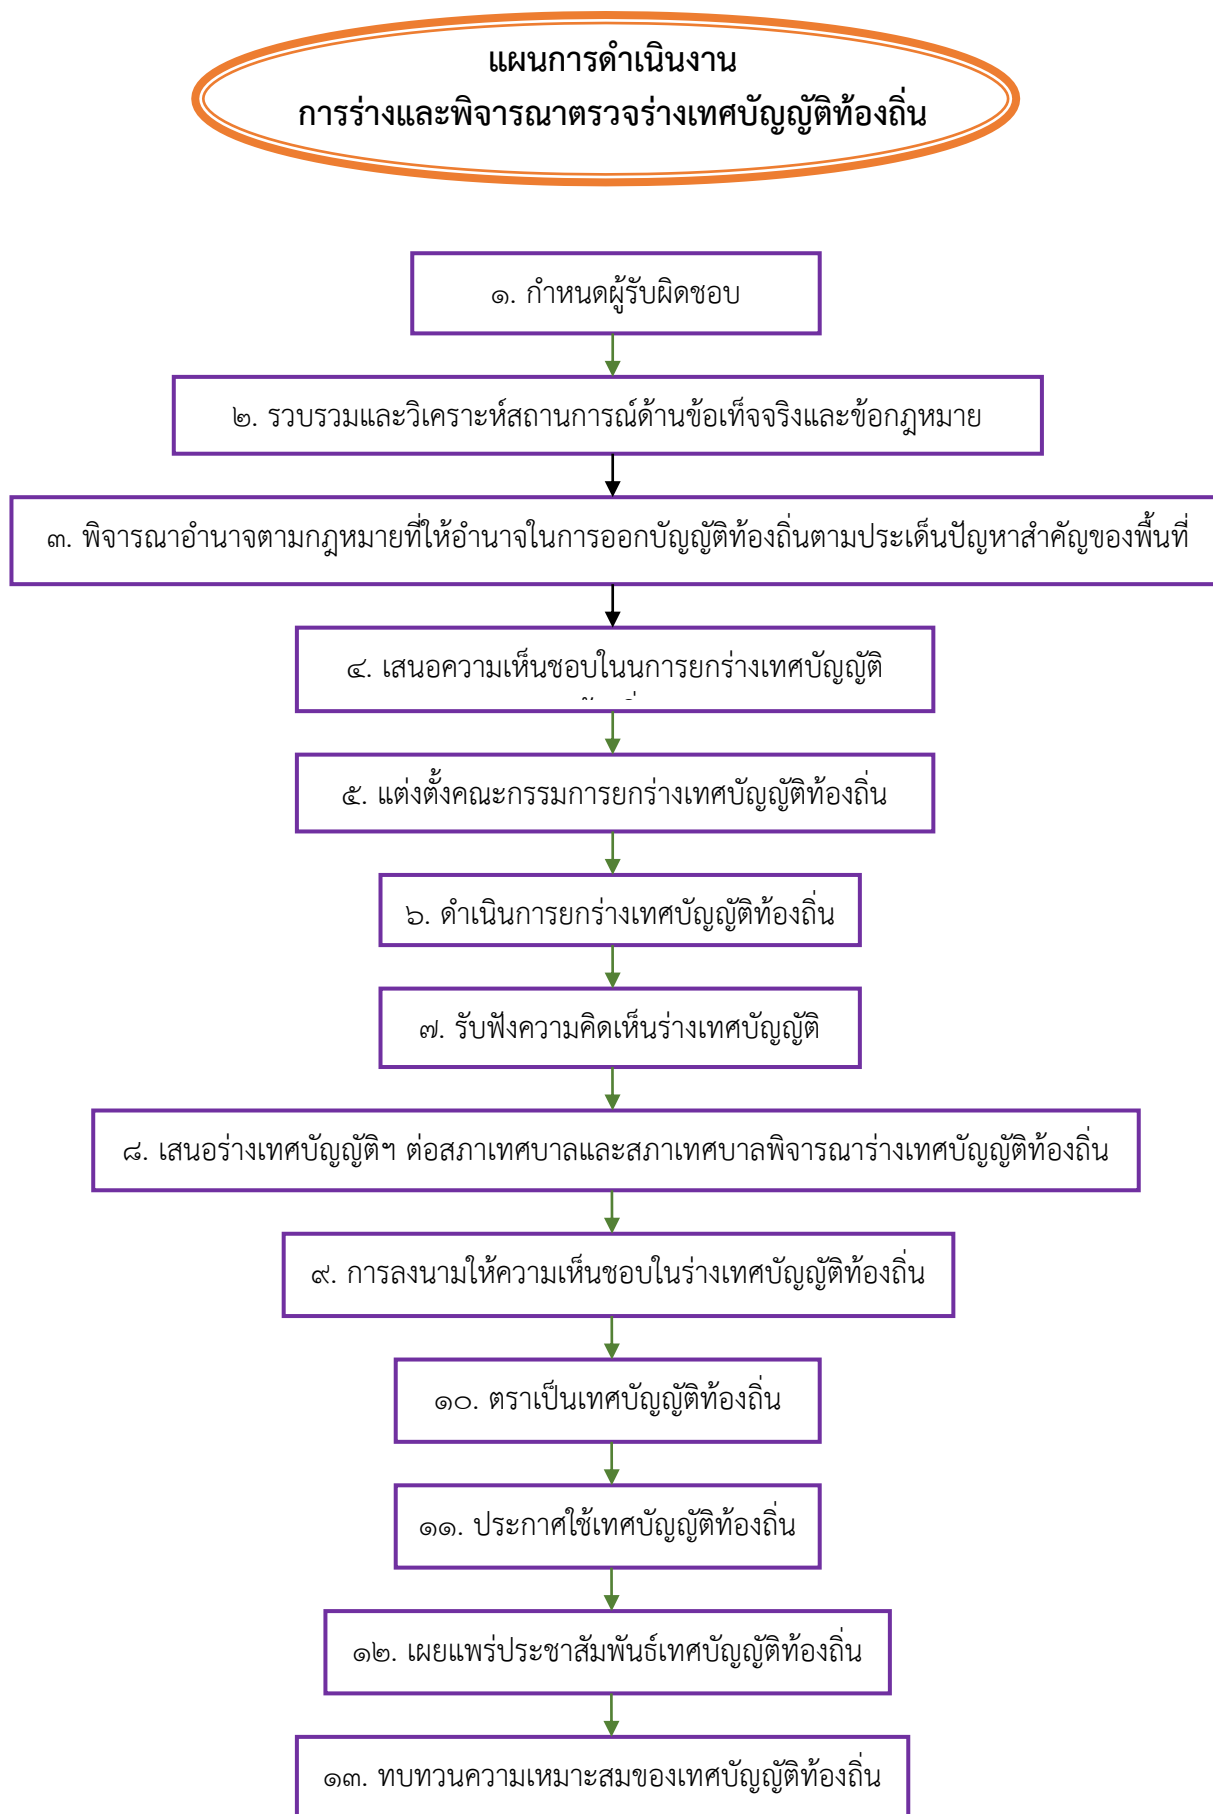 แผนการดำเนินงาน
การร่างและพิจารณาตรวจร่างเทศบัญญัติท้องถิ่น
๑. กำหนดผู้รับผิดชอบ
๒. รวบรวมและวิเคราะห์สถานการณ์ด้านข้อเท็จจริงและข้อกฎหมาย
๓. พิจารณาอำนาจตามกฎหมายที่ให้อำนาจในการออกบัญญัติท้องถิ่นตามประเด็นปัญหาสำคัญของพื้นที่
๔. เสนอความเห็นชอบในนการยกร่างเทศบัญญัติ
๕. แต่งตั้งคณะกรรมการยกร่างเทศบัญญัติท้องถิ่น
๖. ดำเนินการยกร่างเทศบัญญัติท้องถิ่น
๗. รับฟังความคิดเห็นร่างเทศบัญญัติ
๘. เสนอร่างเทศบัญญัติฯ ต่อสภาเทศบาลและสภาเทศบาลพิจารณาร่างเทศบัญญัติท้องถิ่น
๙. การลงนามให้ความเห็นชอบในร่างเทศบัญญัติท้องถิ่น
๑๐. ตราเป็นเทศบัญญัติท้องถิ่น
๑๑. ประกาศใช้เทศบัญญัติท้องถิ่น
๑๒. เผยแพร่ประชาสัมพันธ์เทศบัญญัติท้องถิ่น
๑๓. ทบทวนความเหมาะสมของเทศบัญญัติท้องถิ่น